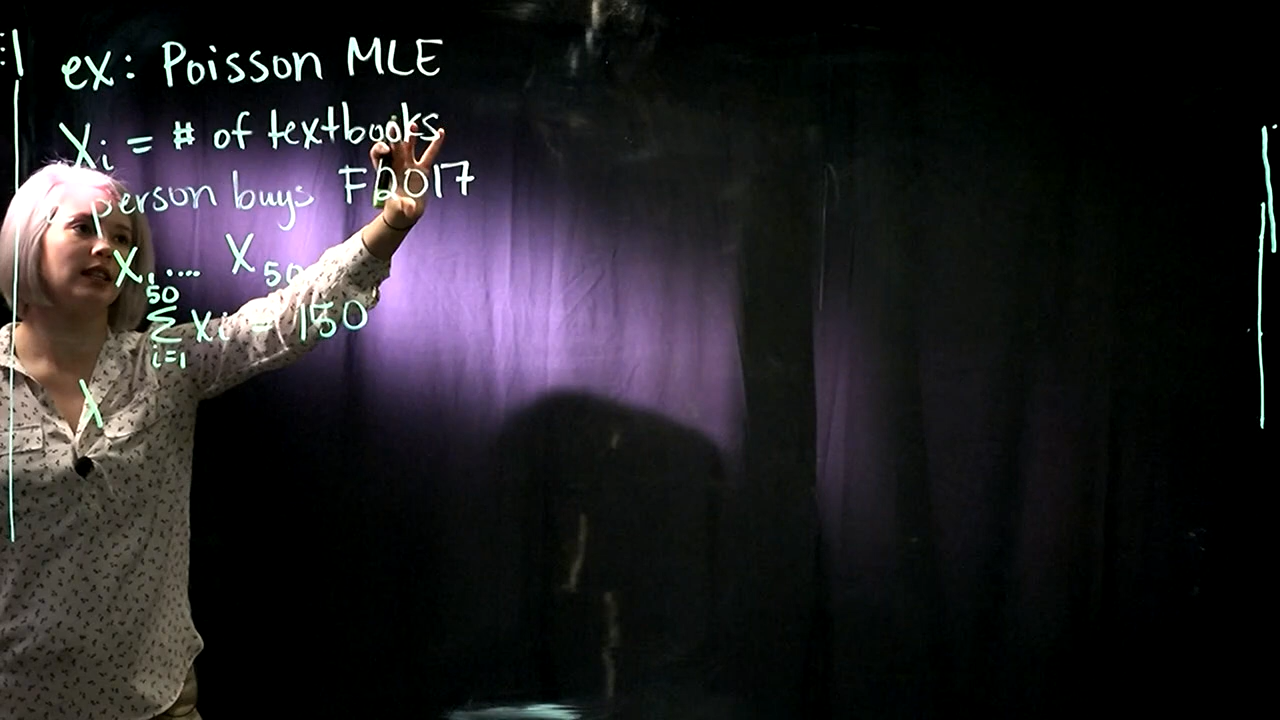 ex: Poisson MLE
Xi = # of textbooks
person buys F2017
X1, .... X50
50
Σ Xi = 150
i=1
λ